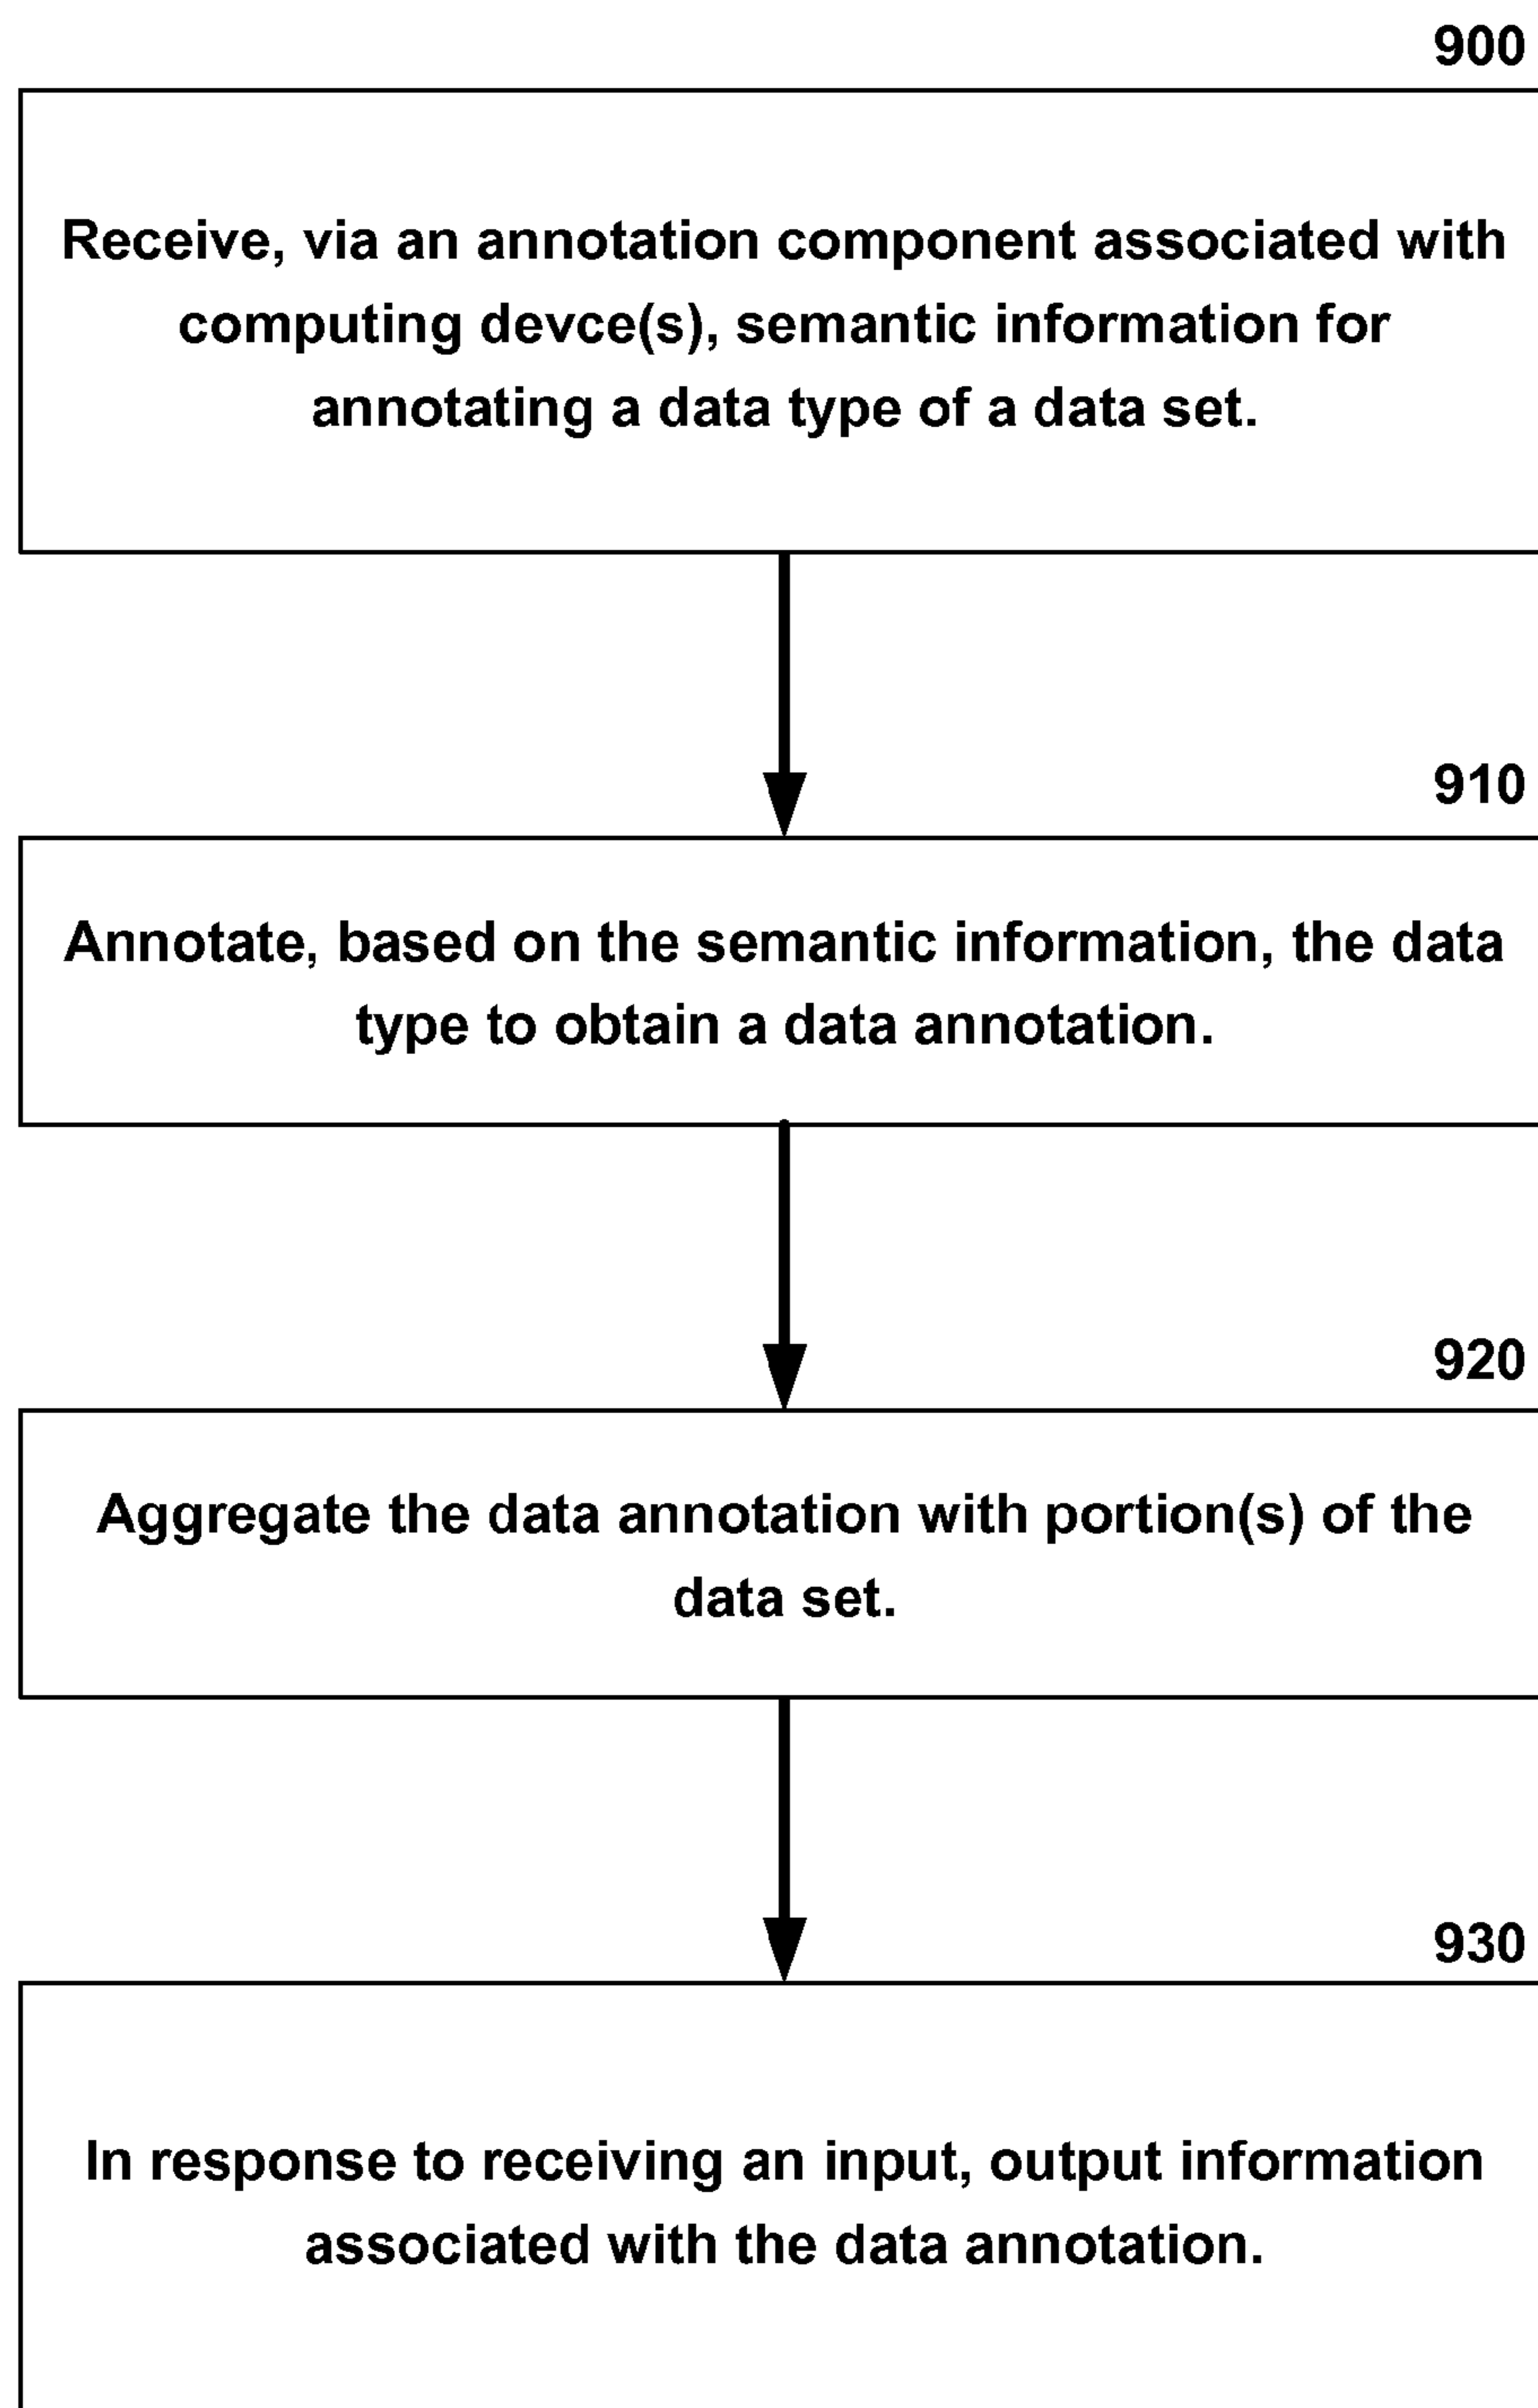 900
Receive, via an annotation component associated with
computing devce(s), semantic information for
annotating a data type of a data set.
910
Annotate, based on the semantic information, the data
type to obtain a data annotation.
920
Aggregate the data annotation with portion(s) of the
data set.
930
In response to receiving an input, output information
associated with the data annotation.